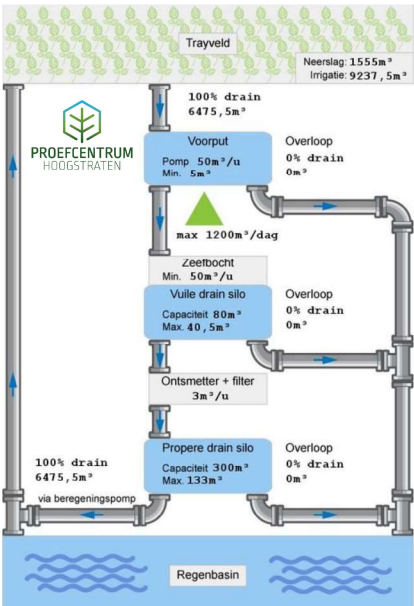 Trayveld
Neerslag: 1555m³
Irrigatie: 9237,5m³
100% drain
6475,5m³
PROEFCENTRUM
HOOGSTRATEN
Voorput
Pomp 50m³/u
Min. 5m³
Overloop
0% drain
0m³
max 1200m³/dag
Zeefbocht
Min. 50m³/u
Vuile drain silo
Capaciteit 80m³
Max. 40,5m³
Overloop
0% drain
0m³
Ontsmetter + filter
3m³/u
Propere drain silo
Capaciteit 300m³
Max. 133m³
Overloop
0% drain
0m³
100% drain
6475,5m³
via beregeningspomp
Regenbasin